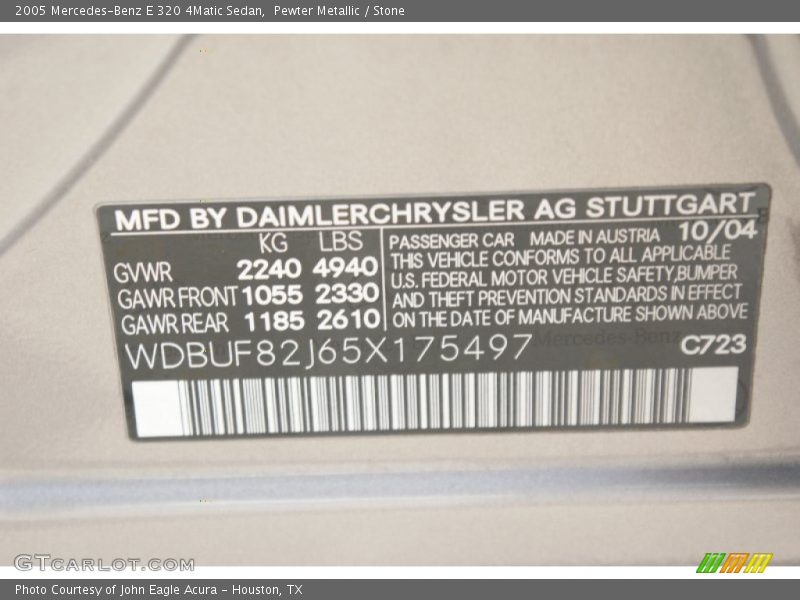 2005 Mercedes-Benz E 320 4Matic Sedan,  Pewter Metallic / Stone
MFD BY DAIMLERCHRYSLER AG STUTTGART
10/04
KG LBS
GVWR 2240 4940
GAWR FRONT 1055 2330
GAWR REAR 1185 2610
PASSENGER CAR MADE IN AUSTRIA
THIS VEHICLE CONFORMS TO ALL APPLICABLE
U.S. FEDERAL MOTOR VEHICLE SAFETY, BUMPER
AND THEFT PREVENTION STANDARDS IN EFFECT
ON THE DATE OF MANUFACTURE SHOWN ABOVE
WDBUF82J65X175497
Mercedes-Benz
C723
GTCARLOT.COM
Photo Courtesy of John Eagle Acura - Houston, TX